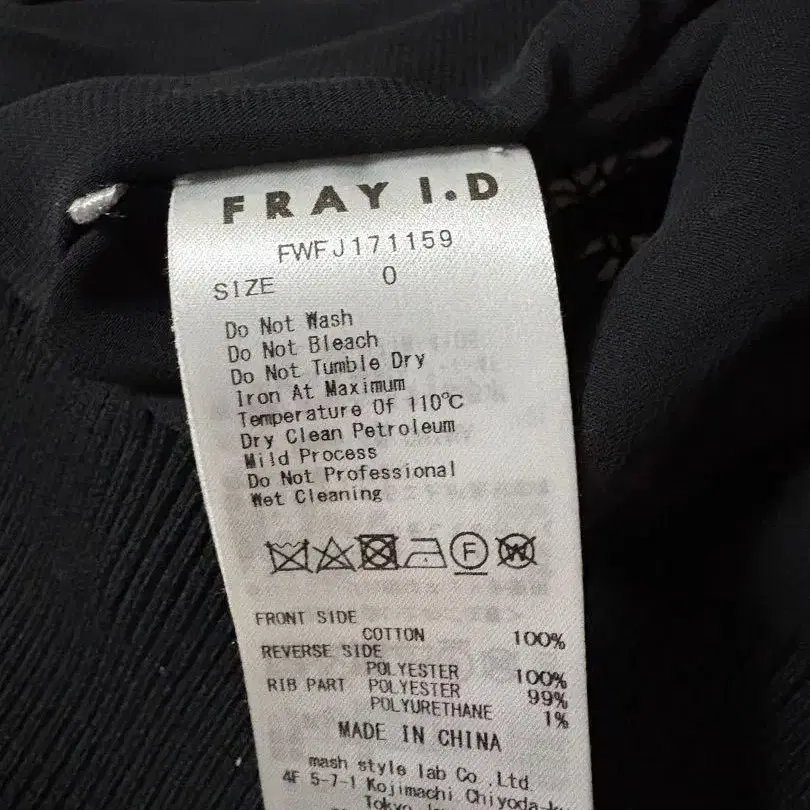 FRAY I.D
FWFJ171159
SIZE 0
Do Not Wash
Do Not Bleach
Do Not Tumble Dry
Iron At Maximum
Temperature Of 110℃
Dry Clean Petroleum
Mild Process
Do Not Professional
Wet Cleaning
F W
FRONT SIDE
COTTON 100%
REVERSE SIDE
POLYESTER 100%
RIB PART POLYESTER 99%
POLYURETHANE 1%
MADE IN CHINA
mash style lab Co.,Ltd.
4F 5-7-1 Kojimachi Chiyoda-k
Tokyo